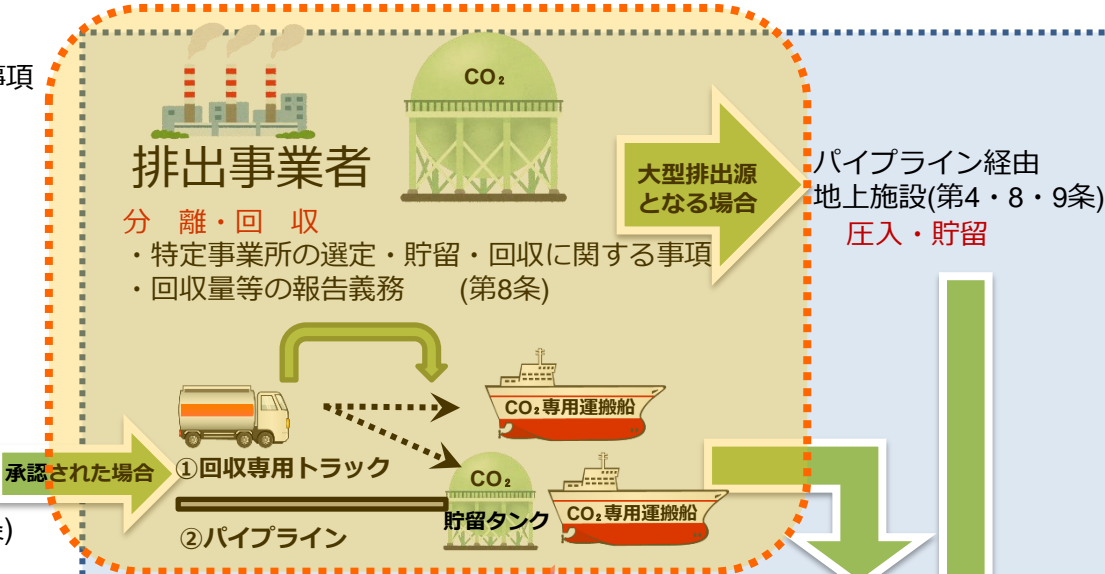 事項
CO₂
排出事業者
大型排出源
となる場合
パイプライン経由
地上施設(第4・8・9条)
圧入・貯留
分　離・回　収
・特定事業所の選定・貯留・回収に関する事項
・回収量等の報告義務　　(第8条)
CO₂専用運搬船
承認された場合
①回収専用トラック
CO₂
貯留タンク
CO₂専用運搬船
②パイプライン